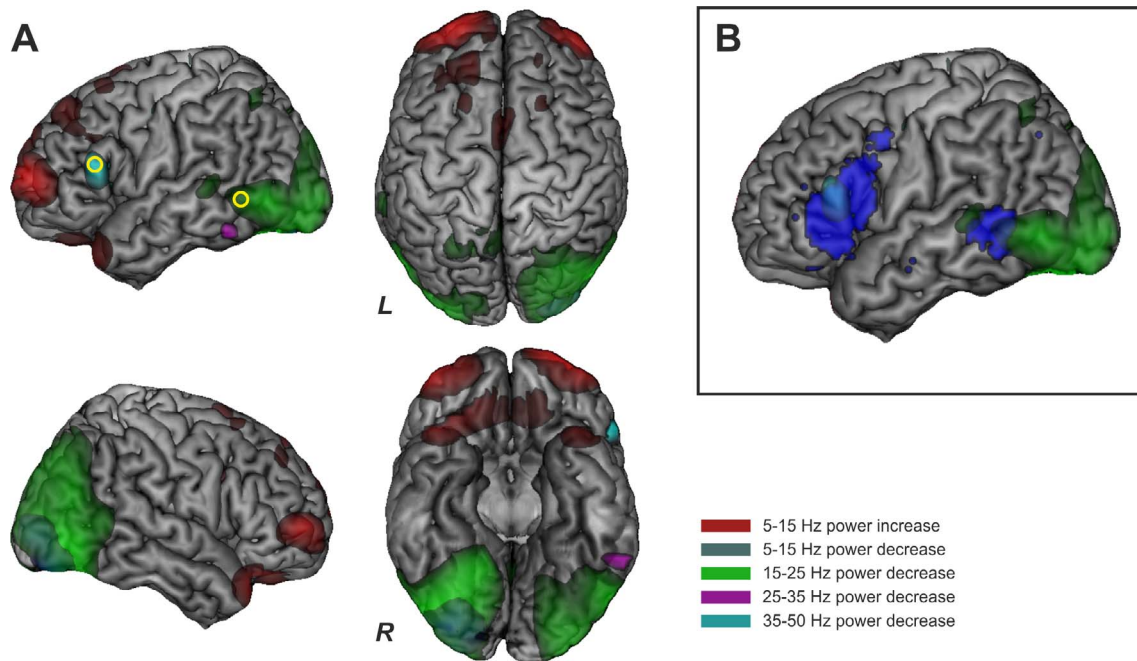 A
B
L
R
5-15 Hz power increase
5-15 Hz power decrease
15-25 Hz power decrease
25-35 Hz power decrease
35-50 Hz power decrease